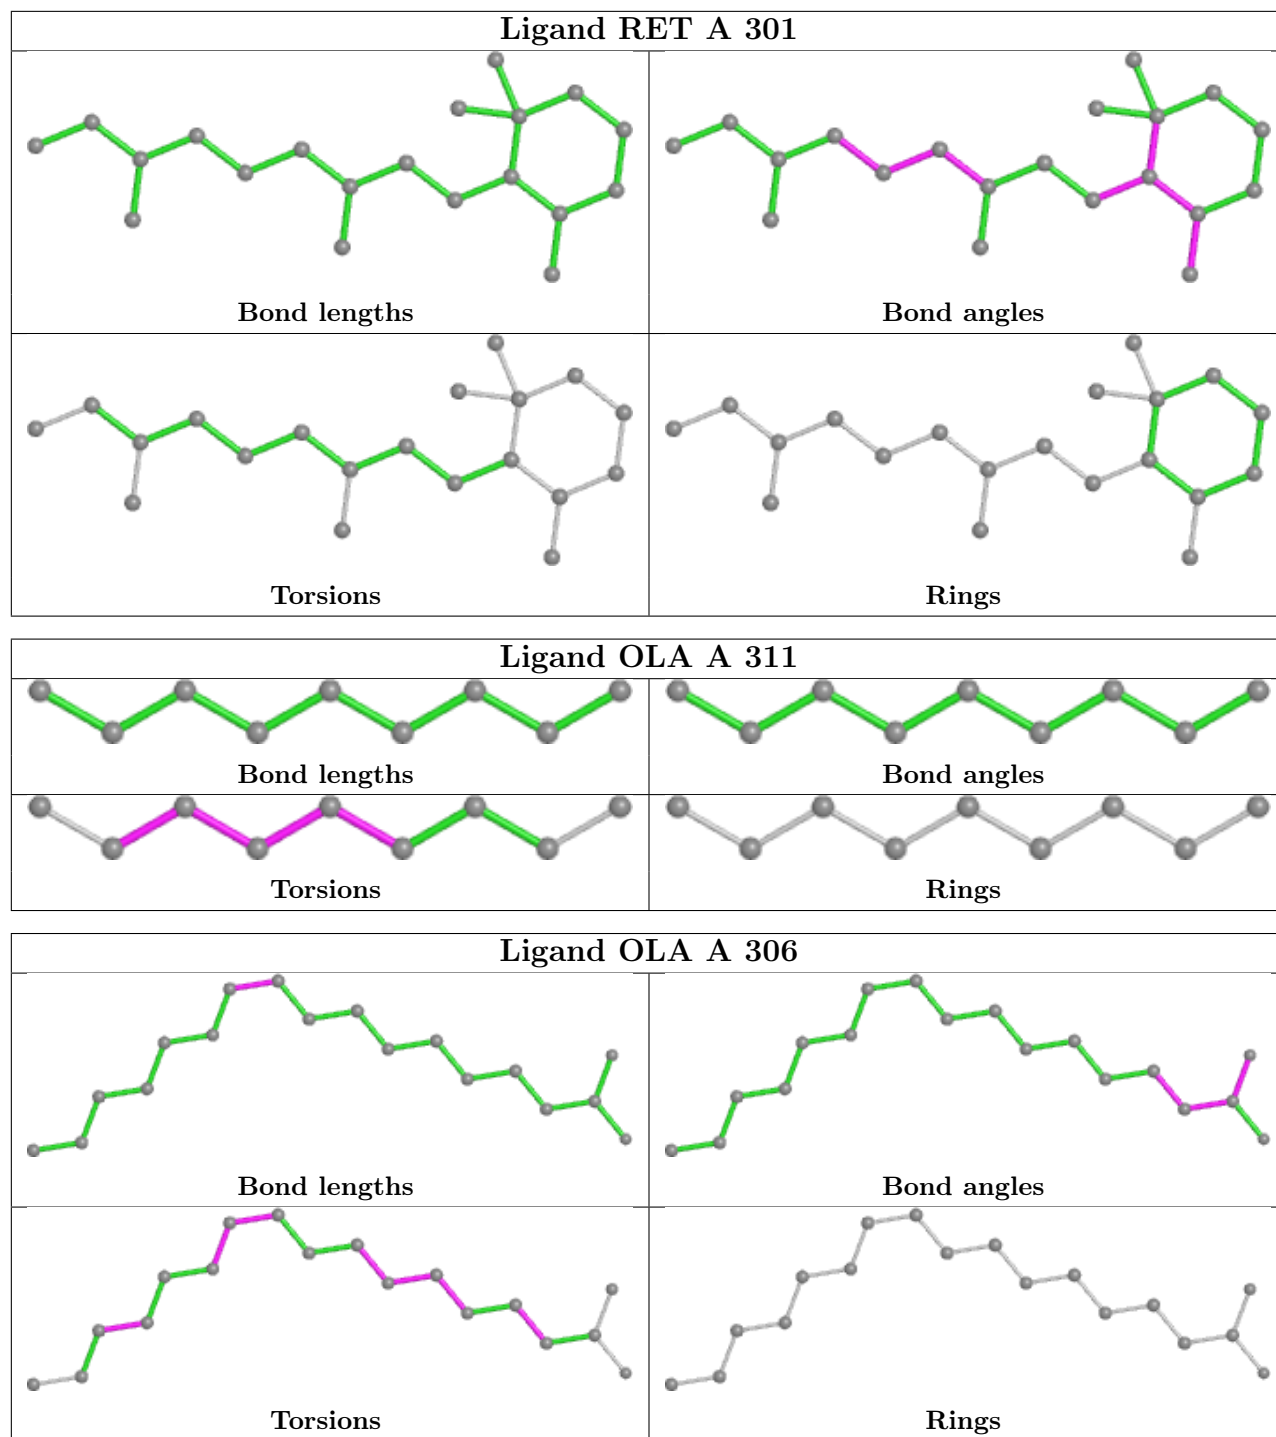 Ligand RET A 301
Bond lengths
Bond angles
Torsions
Rings
Ligand OLA A 311
Bond lengths
Bond angles
Torsions
Rings
Ligand OLA A 306
Bond lengths
Bond angles
Torsions
Rings